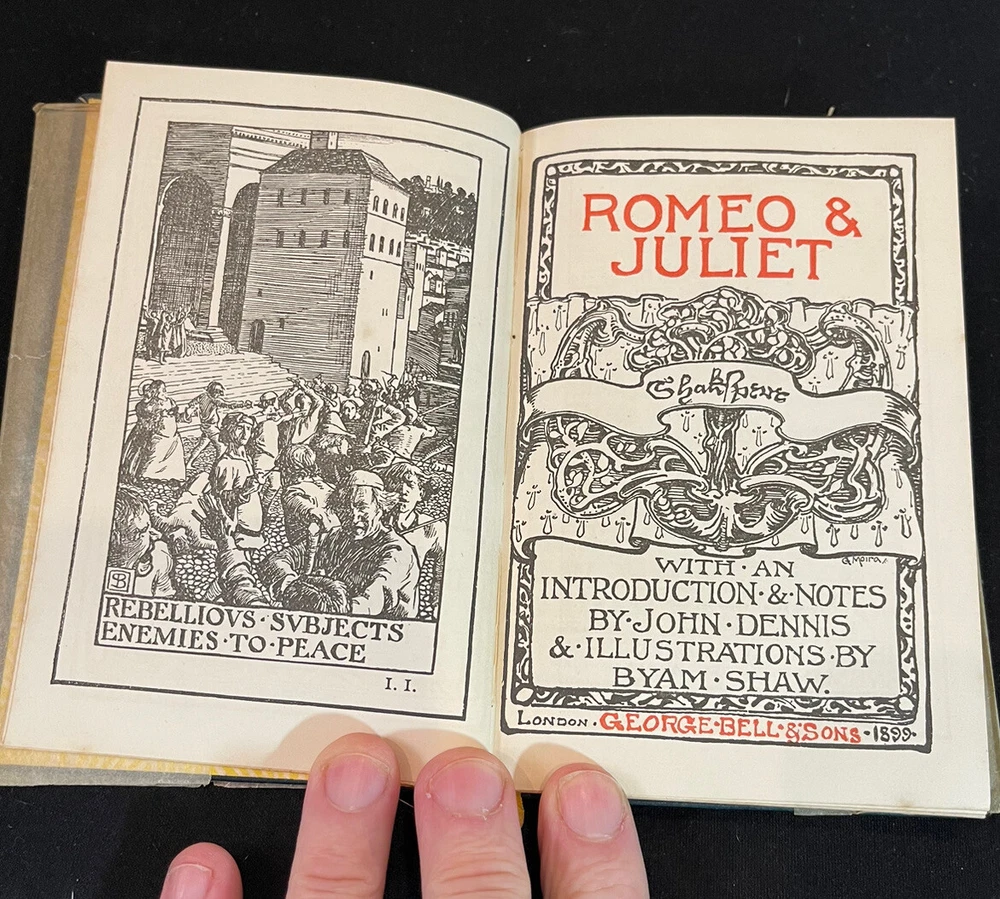 REBELLIOVS·SVBJECTS
ENEMIES·TO·PEACE
I. I.
ROMEO &
JULIET
Shakspere
WITH·AN
INTRODUCTION·&·NOTES
BY·JOHN·DENNIS
&·ILLUSTRATIONS·BY
BYAM·SHAW.
LONDON·GEORGE·BELL·&·SONS·1899·